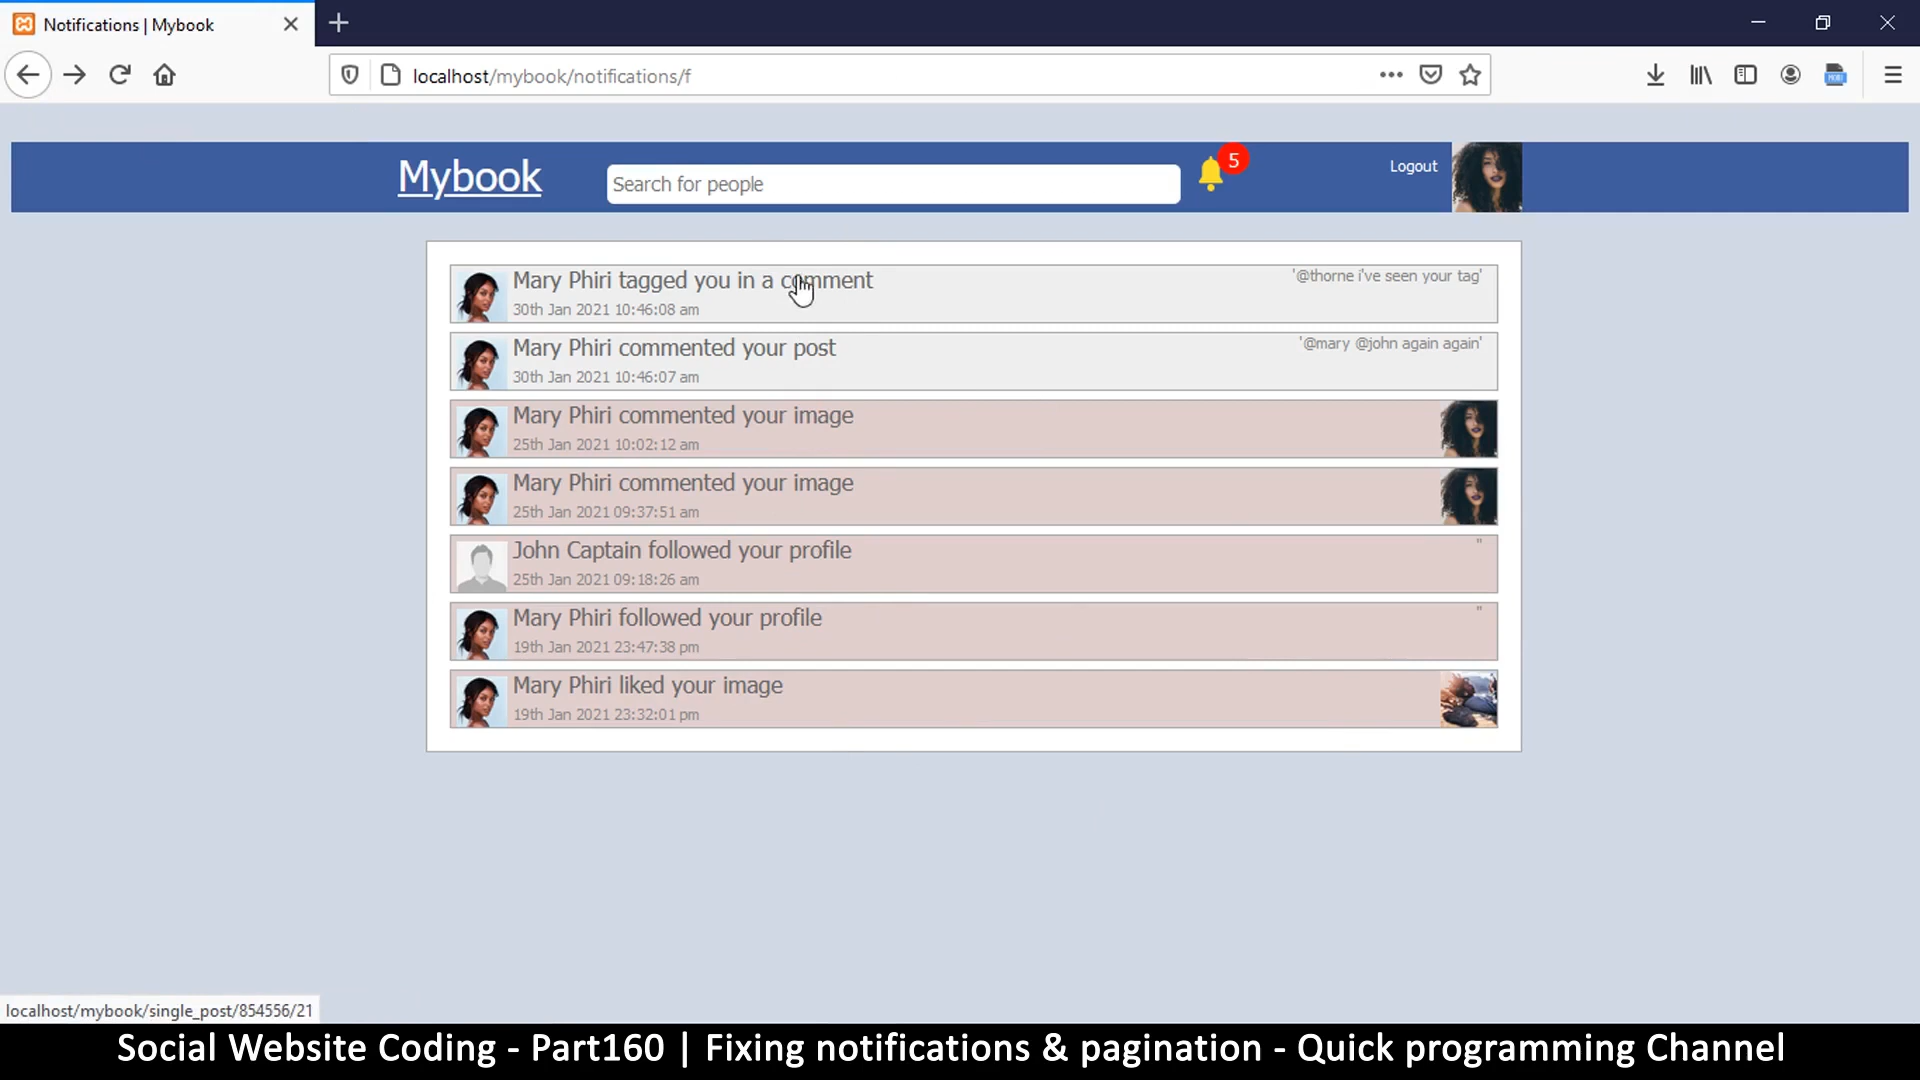 Notifications | Mybook
localhost/mybook/notifications/f
Mybook
Search for people
5
Logout
Mary Phiri tagged you in a comment
'@thorne i've seen your tag'
30th Jan 2021 10:46:08 am
Mary Phiri commented your post
'@mary @john again again'
30th Jan 2021 10:46:07 am
Mary Phiri commented your image
25th Jan 2021 10:02:12 am
Mary Phiri commented your image
25th Jan 2021 09:37:51 am
John Captain followed your profile
''
25th Jan 2021 09:18:26 am
Mary Phiri followed your profile
''
19th Jan 2021 23:47:38 pm
Mary Phiri liked your image
19th Jan 2021 23:32:01 pm
localhost/mybook/single_post/854556/21
Social Website Coding - Part160 | Fixing notifications & pagination - Quick programming Channel